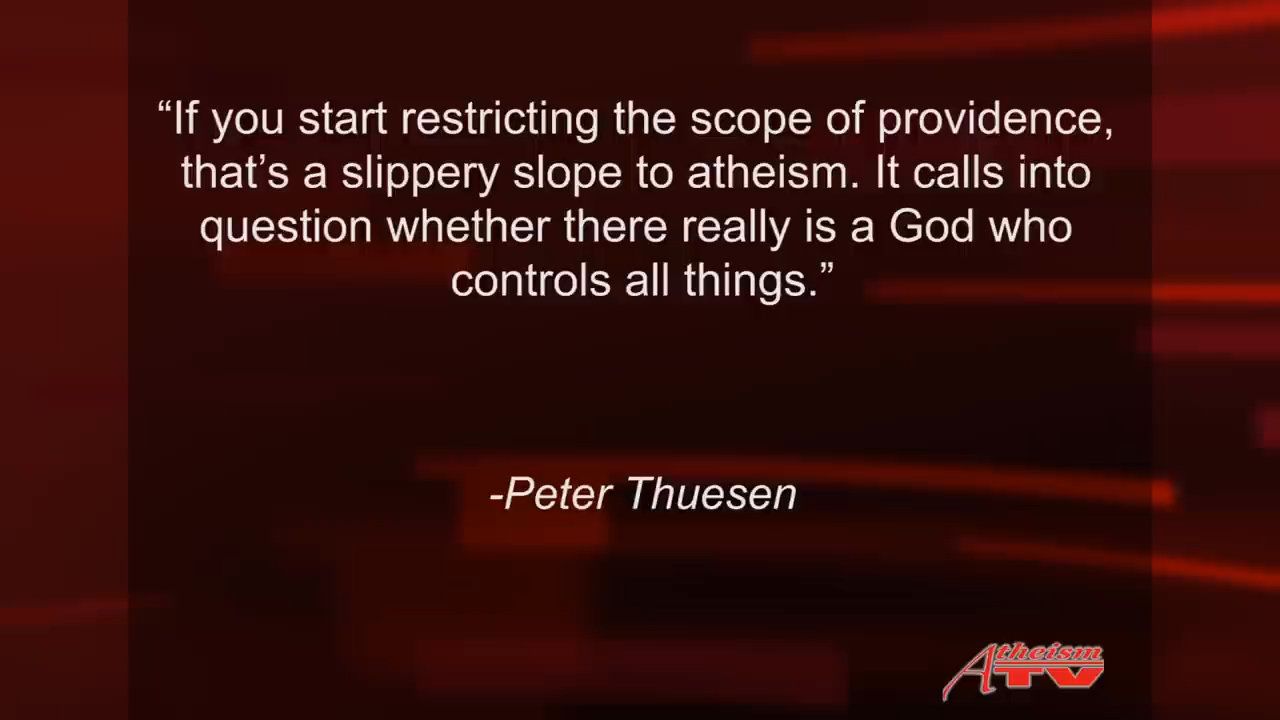 “If you start restricting the scope of providence,
that’s a slippery slope to atheism. It calls into
question whether there really is a God who
controls all things.”
-Peter Thuesen
Atheism
TV